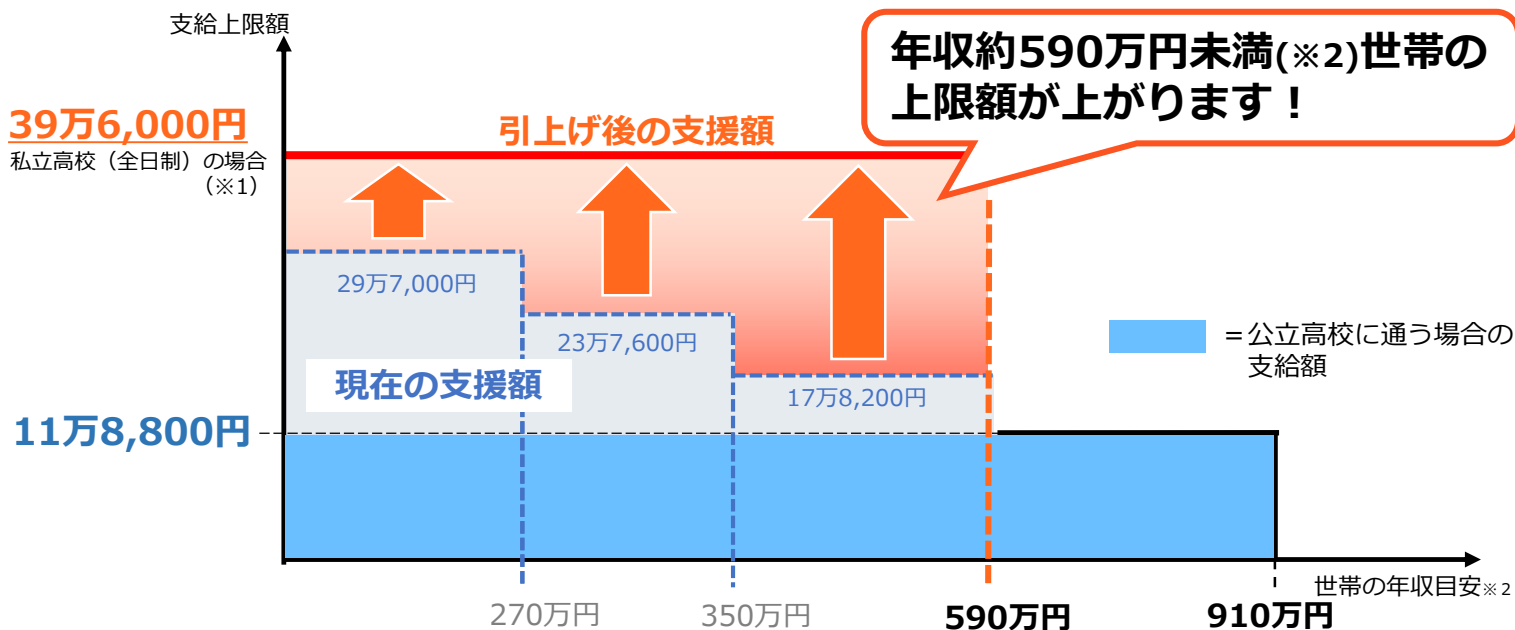 支給上限額
年収約590万円未満(※2)世帯の
上限額が上がります！
39万6,000円
私立高校（全日制）の場合
（※1）
引上げ後の支援額
29万7,000円
23万7,600円
17万8,200円
現在の支援額
＝公立高校に通う場合の
支給額
11万8,800円
世帯の年収目安※2
270万円
350万円
590万円
910万円